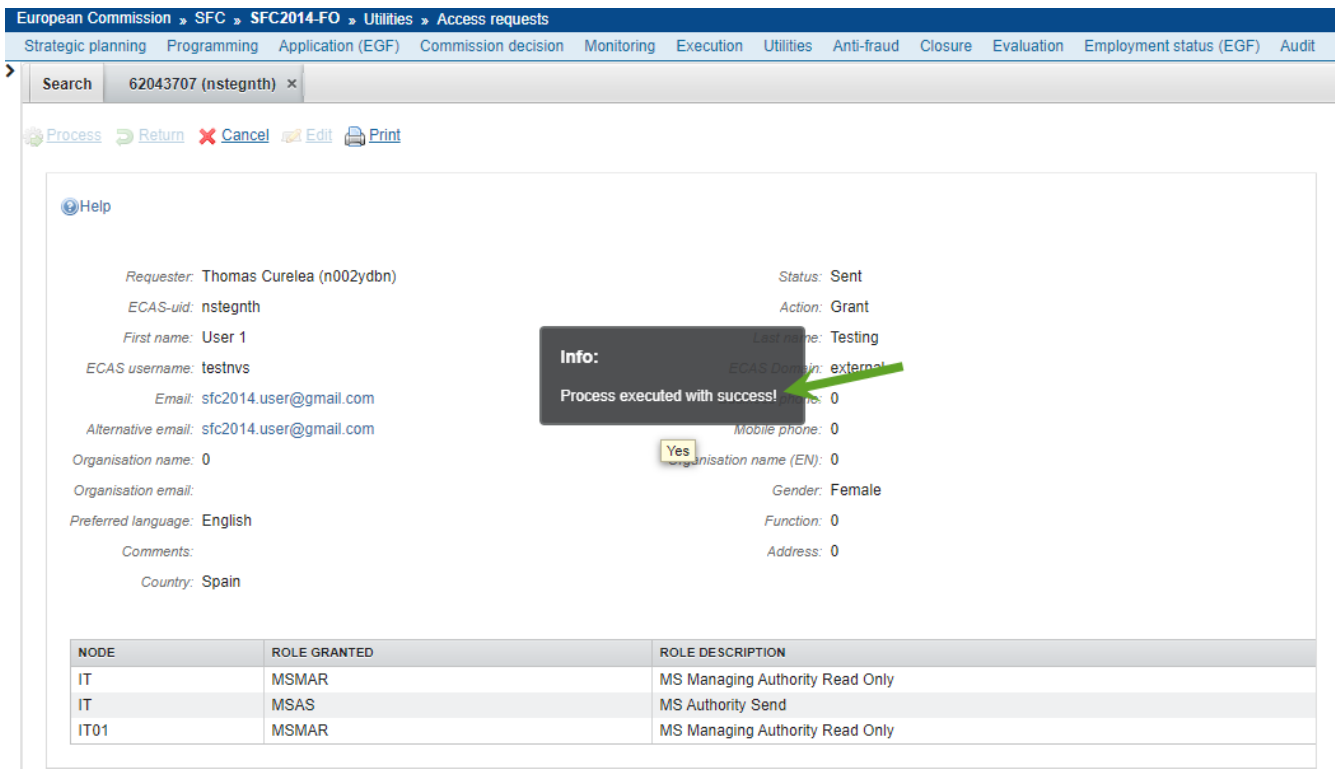 European Commission » SFC » SFC2014-FO » Utilities » Access requests
Strategic planning Programming Application (EGF) Commission decision Monitoring Execution Utilities Anti-fraud Closure Evaluation Employment status (EGF) Audit
Search 62043707 (nstegnth) ×
Process Return Cancel Edit Print
Help
Requester: Thomas Curelea (n002ydbn) Status: Sent
ECAS-uid: nstegnth Action: Grant
First name: User 1 Last name: Testing
Info:
ECAS username: testnvs ECAS Domain: external
Process executed with success!
Email: sfc2014.user@gmail.com phone: 0
Alternative email: sfc2014.user@gmail.com Mobile phone: 0
Yes
Organisation name: 0 Organisation name (EN): 0
Organisation email: Gender: Female
Preferred language: English Function: 0
Comments: Address: 0
Country: Spain
NODE ROLE GRANTED ROLE DESCRIPTION
IT MSMAR MS Managing Authority Read Only
IT MSAS MS Authority Send
IT01 MSMAR MS Managing Authority Read Only